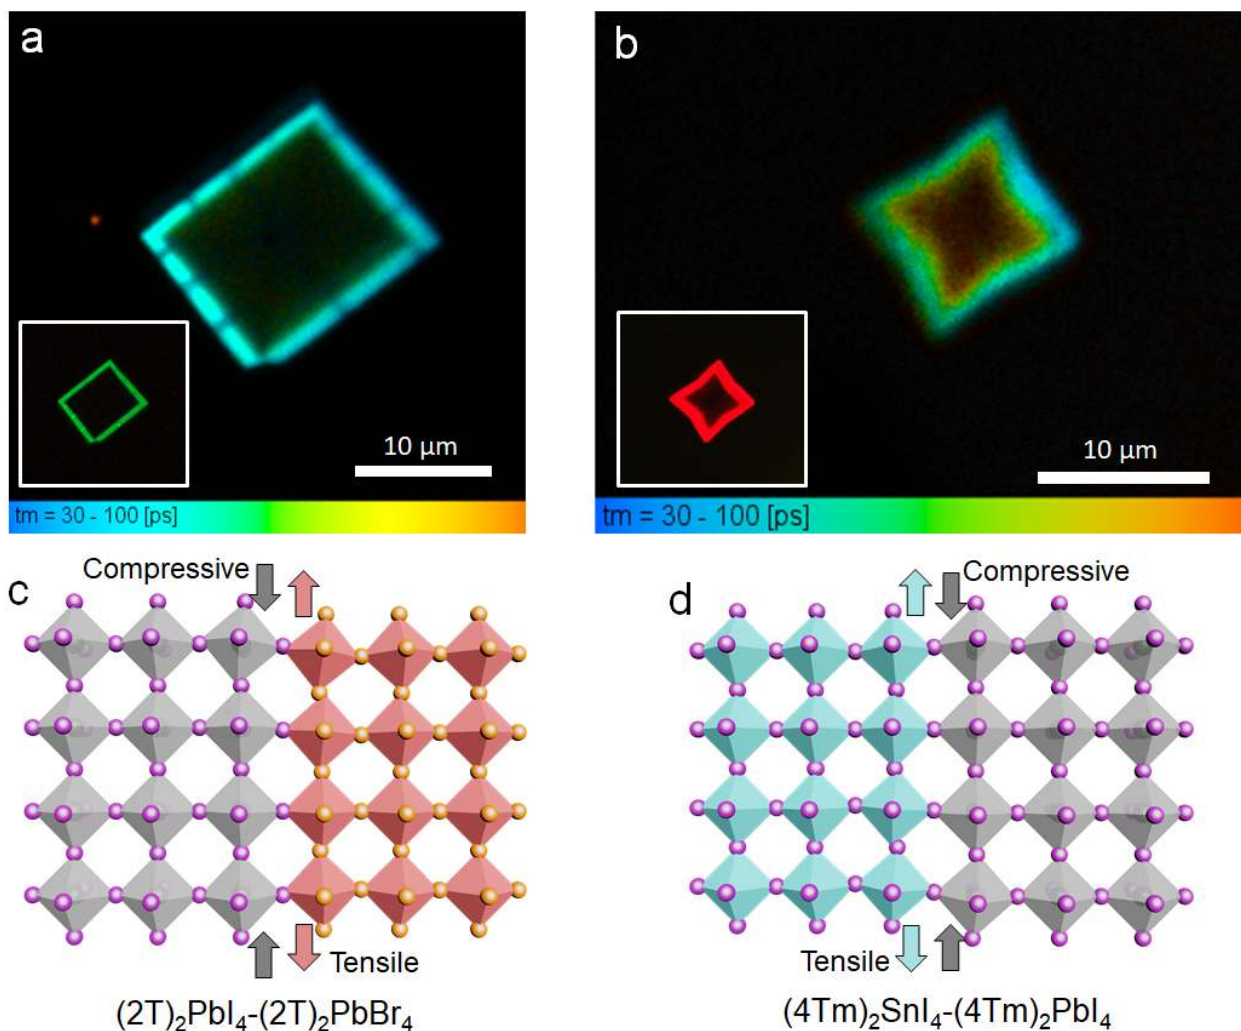 a
b
10 µm
10 µm
tm = 30 - 100 [ps]
tm = 30 - 100 [ps]
c
Compressive
Tensile
(2T)₂PbI₄-(2T)₂PbBr₄
d
Compressive
Tensile
(4Tm)₂SnI₄-(4Tm)₂PbI₄